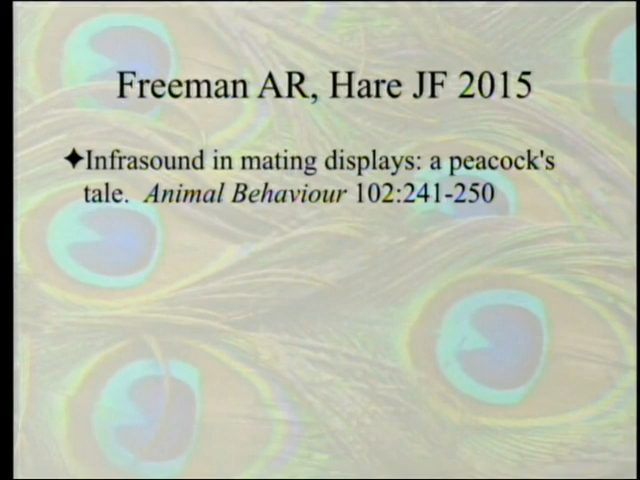 Freeman AR, Hare JF 2015
✦Infrasound in mating displays: a peacock's
tale. Animal Behaviour 102:241-250